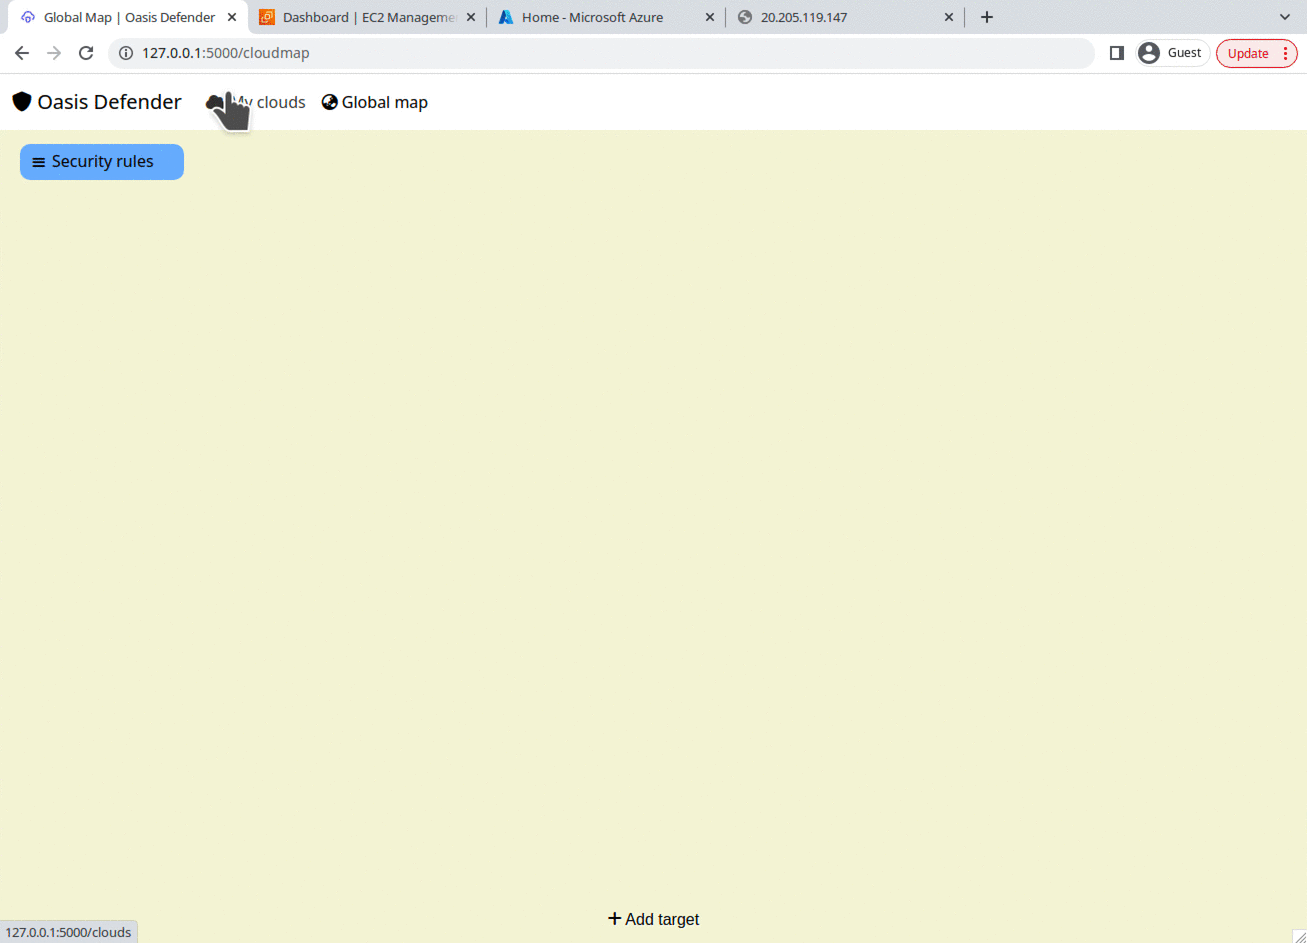 Global Map | Oasis Defender
Dashboard | EC2 Manageme
Home - Microsoft Azure
20.205.119.147
127.0.0.1:5000/cloudmap
Guest
Update
Oasis Defender
My clouds
Global map
Security rules
Add target
127.0.0.1:5000/clouds